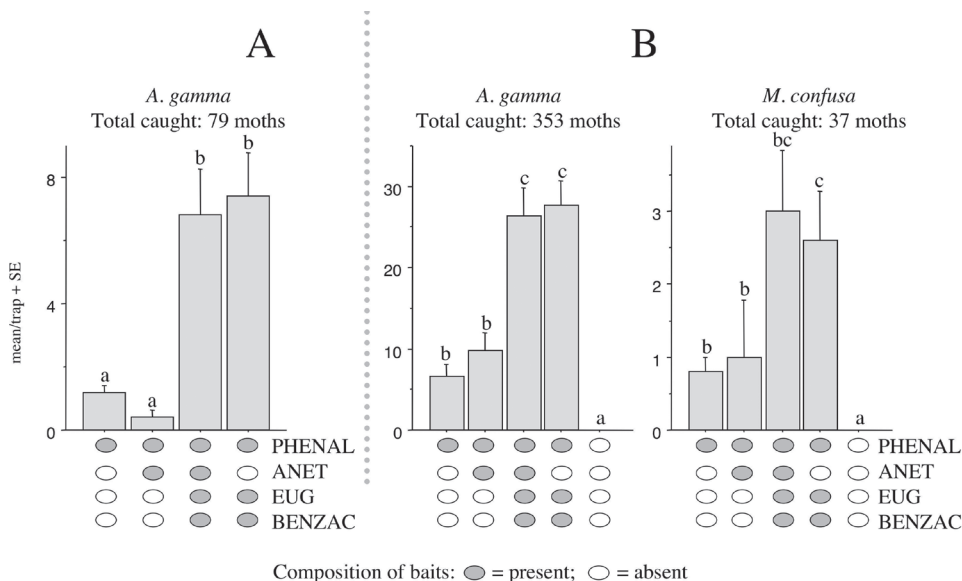 A
B
A. gamma
Total caught: 79 moths
A. gamma
Total caught: 353 moths
M. confusa
Total caught: 37 moths
mean/trap + SE
8
4
0
a
a
b
b
30
20
10
0
b
b
c
c
a
3
2
1
0
b
b
bc
c
a
PHENAL
ANET
EUG
BENZAC
PHENAL
ANET
EUG
BENZAC
Composition of baits: = present; = absent